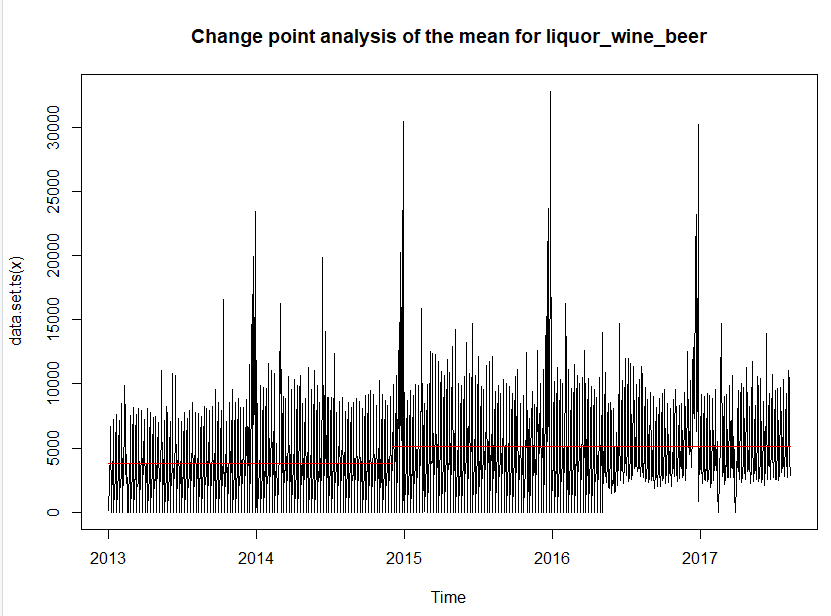 Change point analysis of the mean for liquor_wine_beer
data.set.ts(x)
30000
25000
20000
15000
10000
5000
0
2013 2014 2015 2016 2017
Time